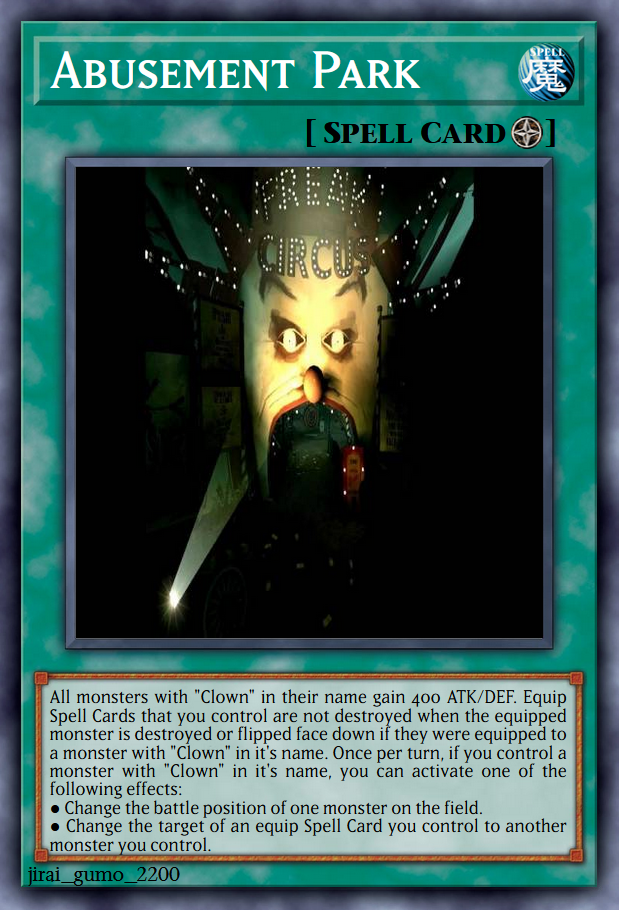 Abusement Park
SPELL
魔
[ Spell Card ]
FREAK
CIRCUS
All monsters with "Clown" in their name gain 400 ATK/DEF. Equip
Spell Cards that you control are not destroyed when the equipped
monster is destroyed or flipped face down if they were equipped to
a monster with "Clown" in it's name. Once per turn, if you control a
monster with "Clown" in it's name, you can activate one of the
following effects:
● Change the battle position of one monster on the field.
● Change the target of an equip Spell Card you control to another
monster you control.
jirai_gumo_2200